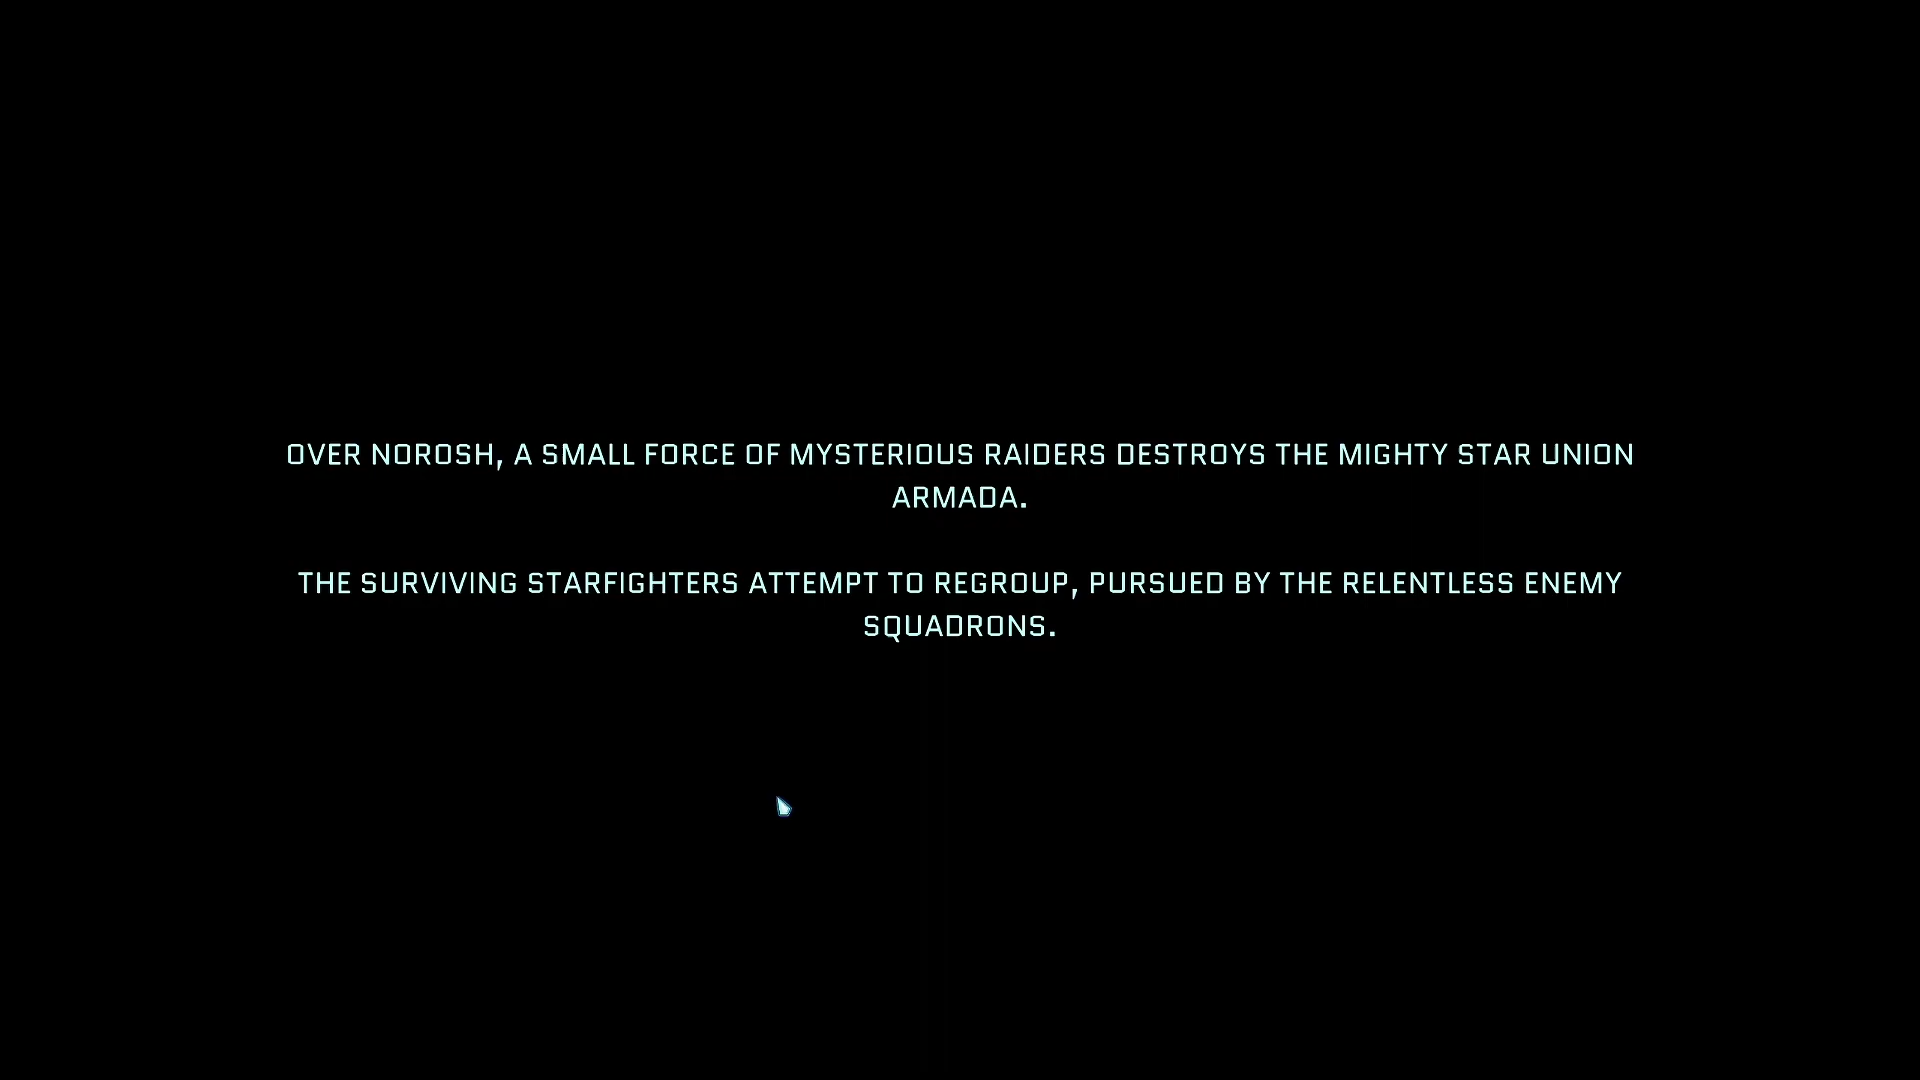 OVER NOROSH, A SMALL FORCE OF MYSTERIOUS RAIDERS DESTROYS THE MIGHTY STAR UNION
ARMADA.
THE SURVIVING STARFIGHTERS ATTEMPT TO REGROUP, PURSUED BY THE RELENTLESS ENEMY
SQUADRONS.